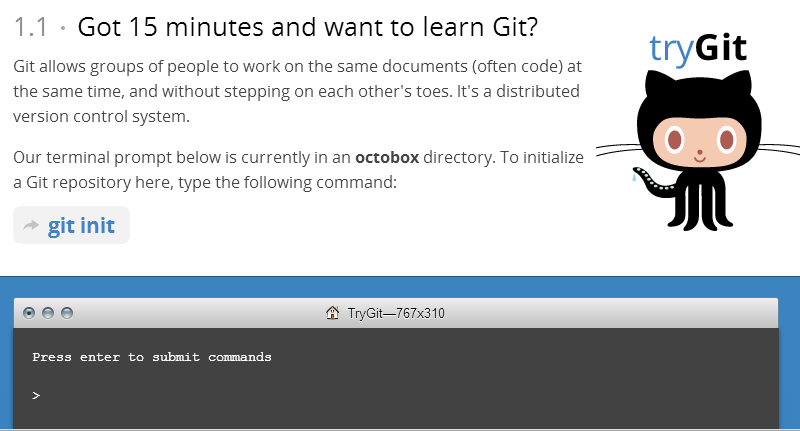 1.1 · Got 15 minutes and want to learn Git?
tryGit
Git allows groups of people to work on the same documents (often code) at
the same time, and without stepping on each other's toes. It's a distributed
version control system.
Our terminal prompt below is currently in an octobox directory. To initialize
a Git repository here, type the following command:
git init
TryGit—767x310
Press enter to submit commands
>